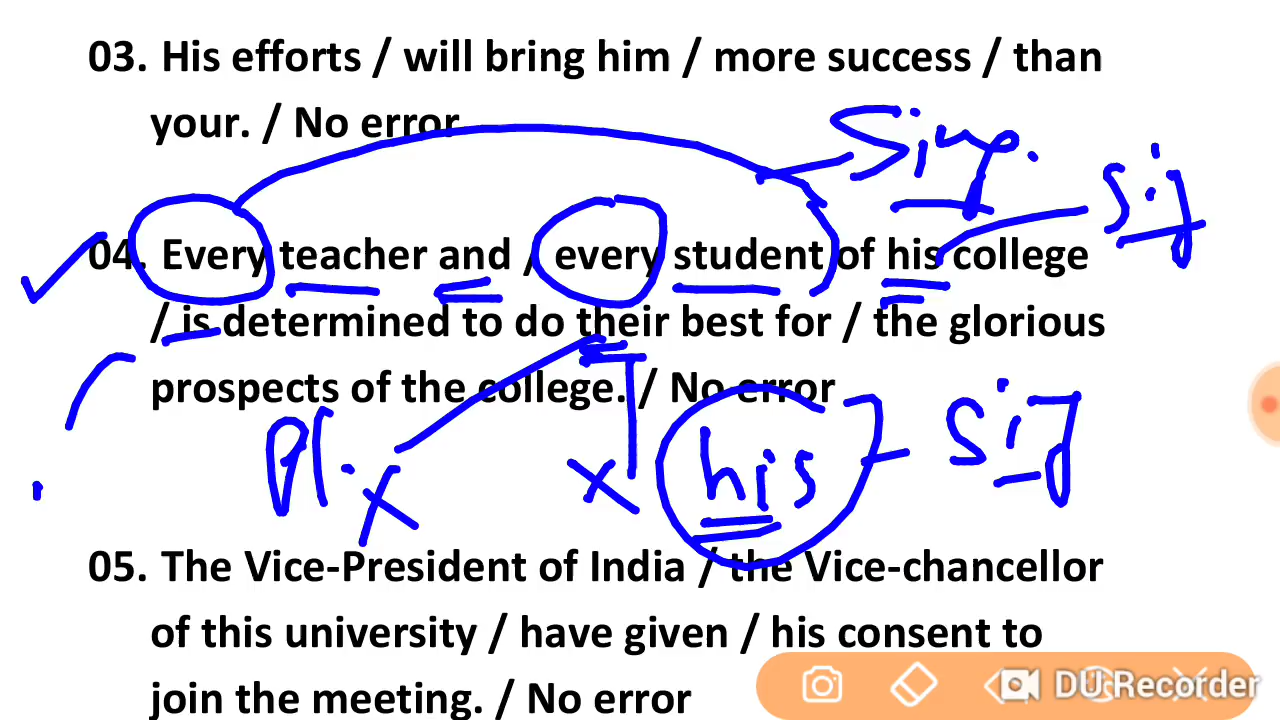 03. His efforts / will bring him / more success / than
your. / No error
Sing.
Sig
04. Every teacher and / every student of his college
/ is determined to do their best for / the glorious
prospects of the college. / No error
Pl. x
x his - Sig
05. The Vice-President of India / the Vice-chancellor
of this university / have given / his consent to
join the meeting. / No error
DU Recorder